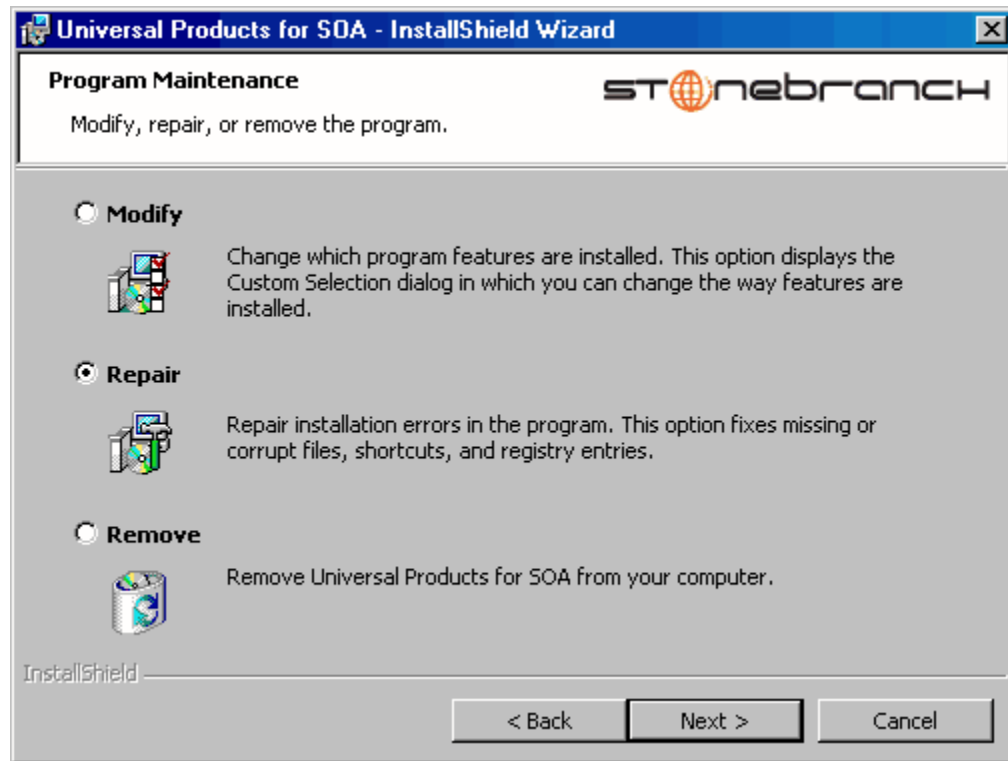 Universal Products for SOA - InstallShield Wizard
Program Maintenance
stonebranch
Modify, repair, or remove the program.
Modify
Change which program features are installed. This option displays the
Custom Selection dialog in which you can change the way features are
installed.
Repair
Repair installation errors in the program. This option fixes missing or
corrupt files, shortcuts, and registry entries.
Remove
Remove Universal Products for SOA from your computer.
InstallShield
< Back
Next >
Cancel